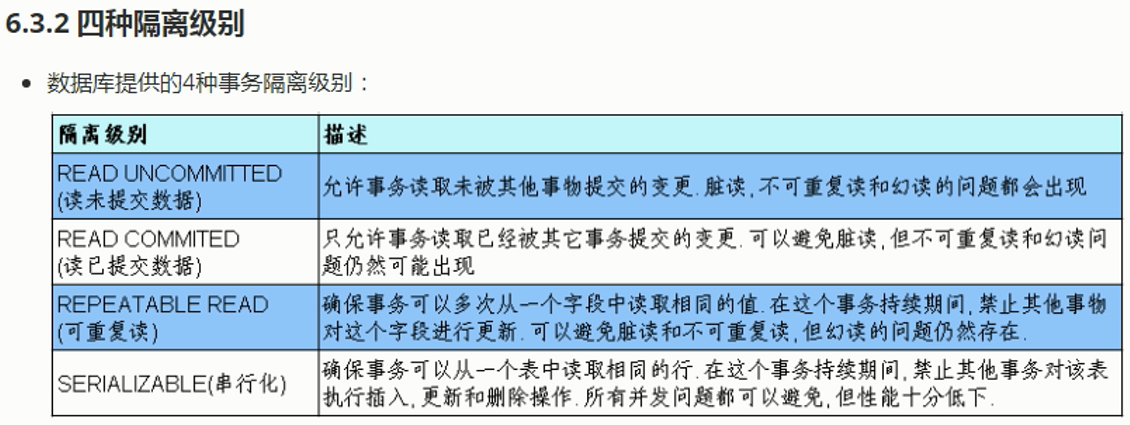 6.3.2 四种隔离级别
• 数据库提供的4种事务隔离级别：
隔离级别 描述
READ UNCOMMITTED
(读未提交数据)
允许事务读取未被其他事物提交的变更.脏读,不可重复读和幻读的问题都会出现
READ COMMITED
(读已提交数据)
只允许事务读取已经被其它事务提交的变更.可以避免脏读,但不可重复读和幻读问
题仍然可能出现
REPEATABLE READ
(可重复读)
确保事务可以多次从一个字段中读取相同的值.在这个事务持续期间,禁止其他事物
对这个字段进行更新.可以避免脏读和不可重复读,但幻读的问题仍然存在.
SERIALIZABLE(串行化)
确保事务可以从一个表中读取相同的行.在这个事务持续期间,禁止其他事务对该表
执行插入,更新和删除操作.所有并发问题都可以避免,但性能十分低下.